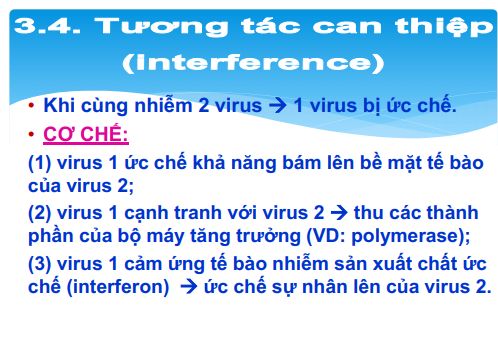 3.4. Tương tác can thiệp
(Interference)
• Khi cùng nhiễm 2 virus → 1 virus bị ức chế.
• CƠ CHẾ:
(1) virus 1 ức chế khả năng bám lên bề mặt tế bào
của virus 2;
(2) virus 1 cạnh tranh với virus 2 → thu các thành
phần của bộ máy tăng trưởng (VD: polymerase);
(3) virus 1 cảm ứng tế bào nhiễm sản xuất chất ức
chế (interferon) → ức chế sự nhân lên của virus 2.